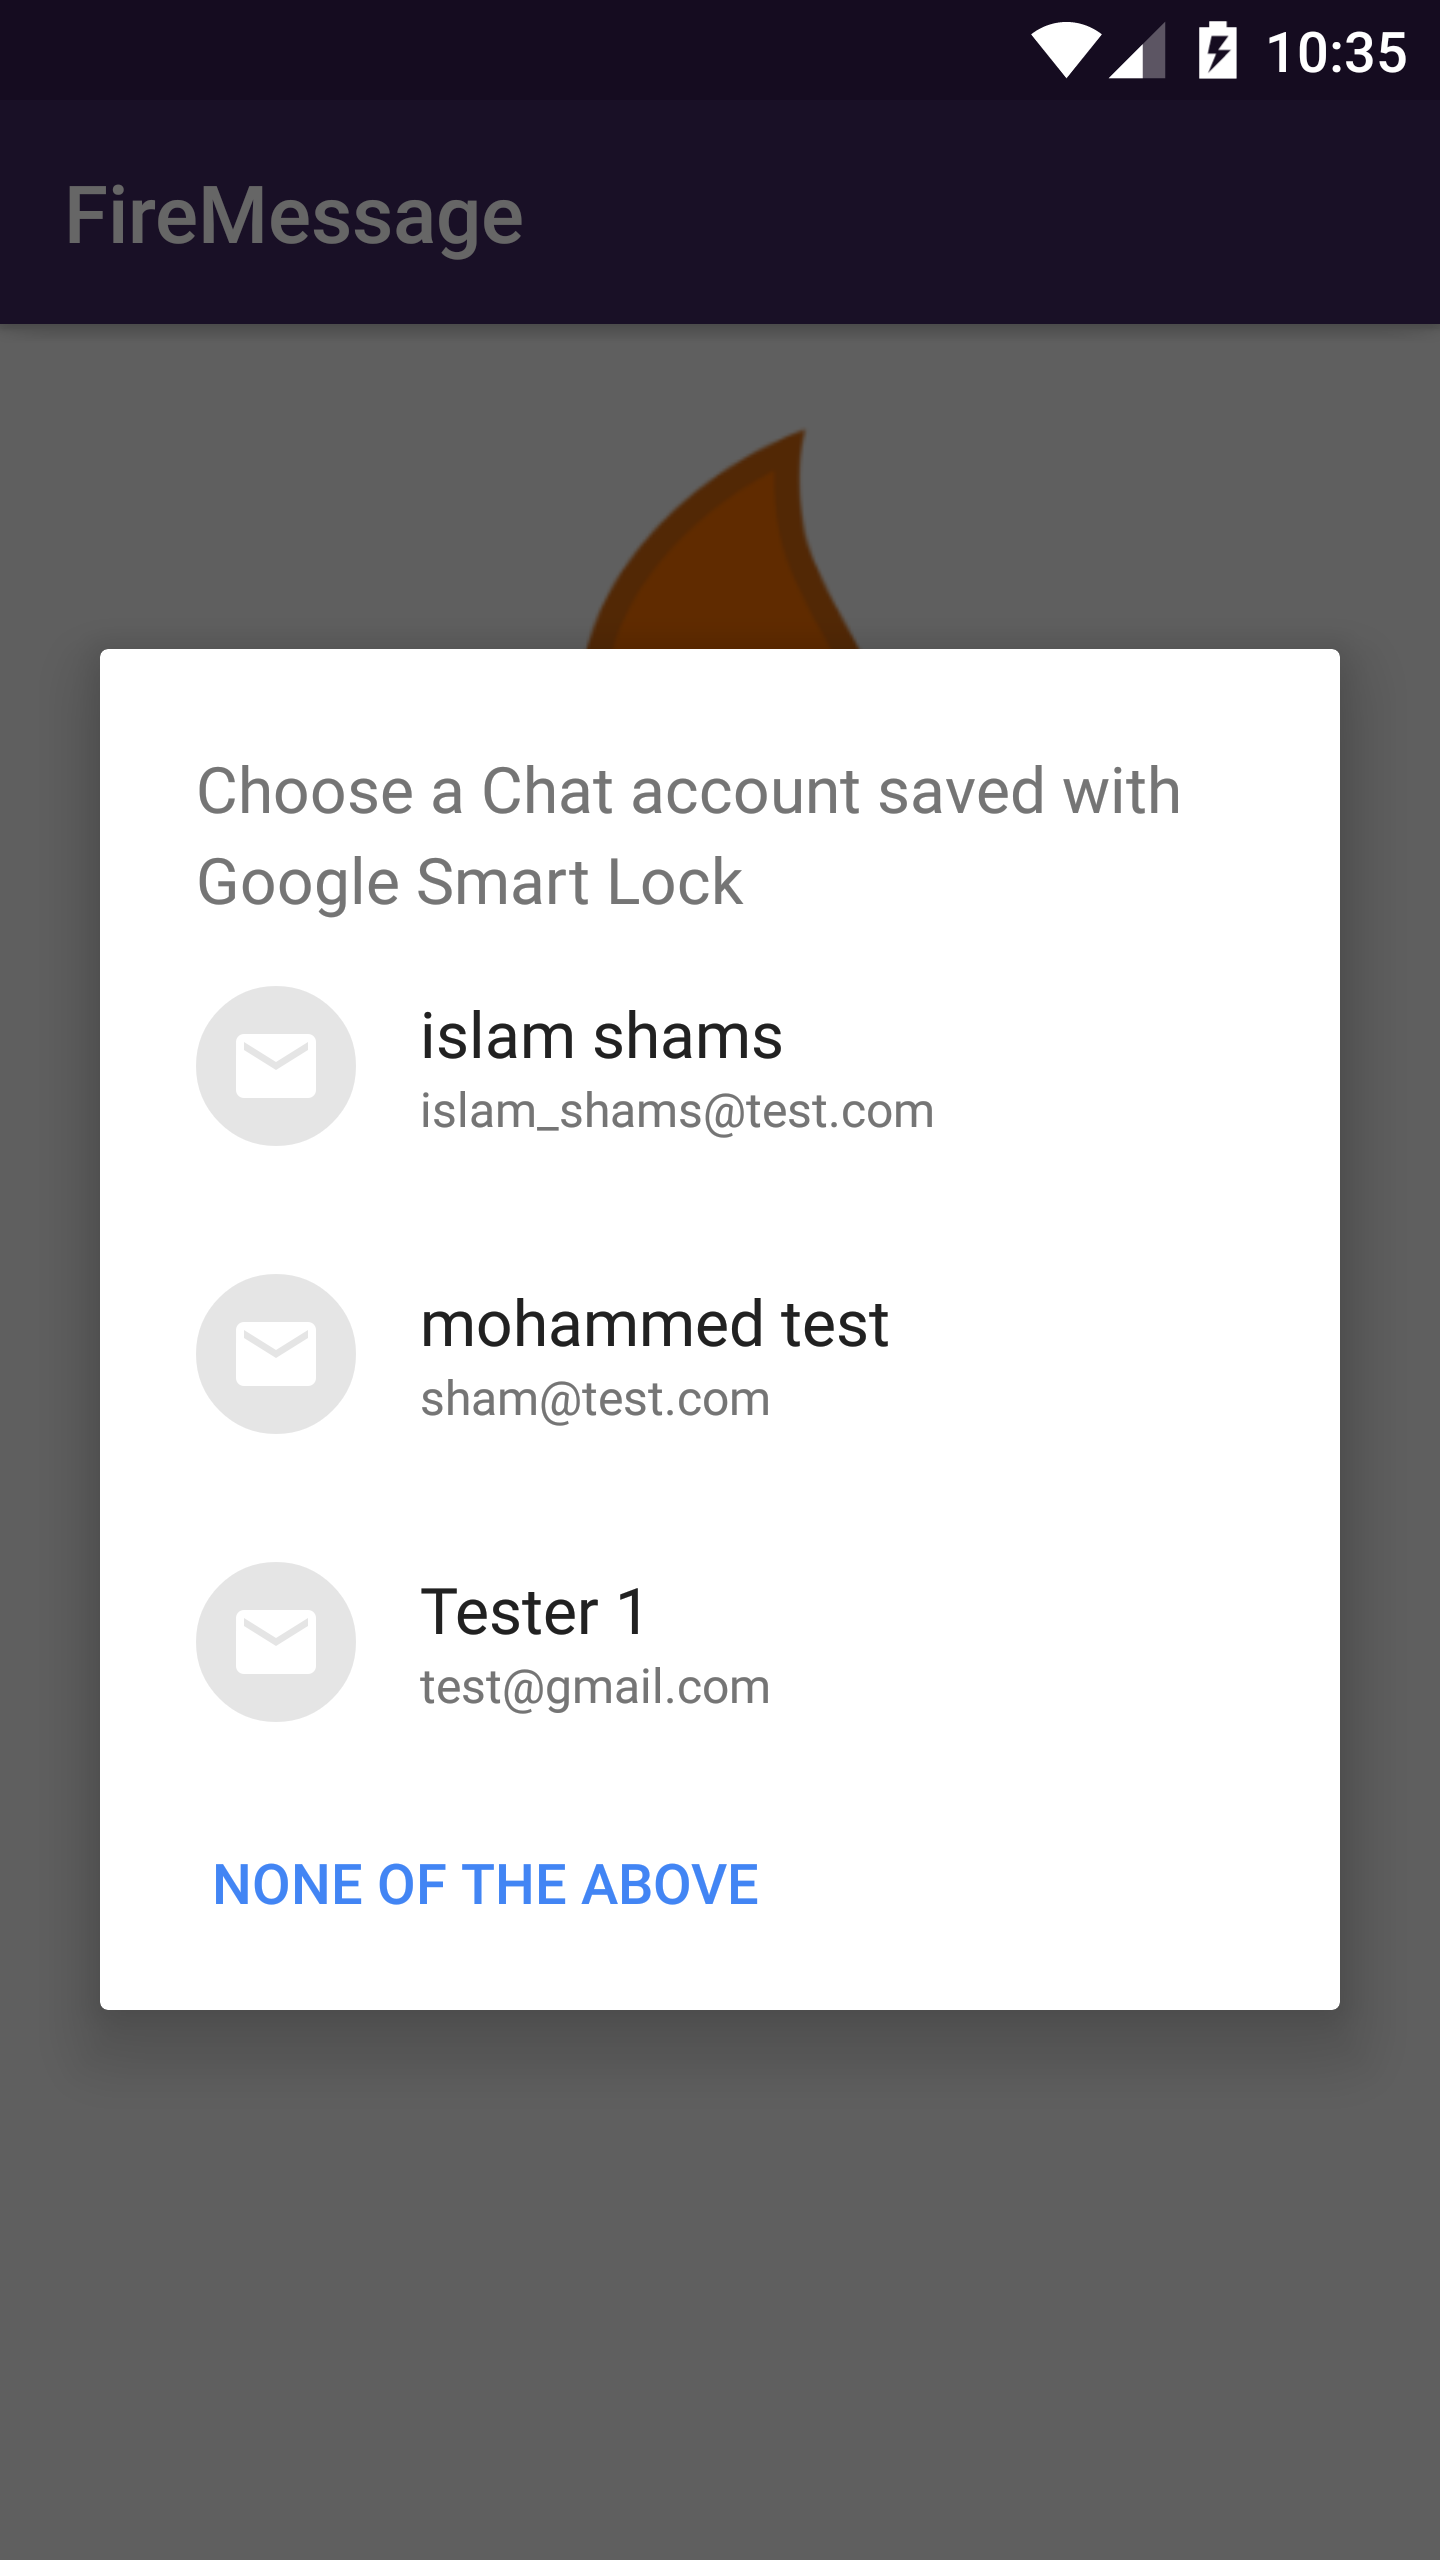 10:35
FireMessage
Choose a Chat account saved with
Google Smart Lock
islam shams
islam_shams@test.com
mohammed test
sham@test.com
Tester 1
test@gmail.com
NONE OF THE ABOVE